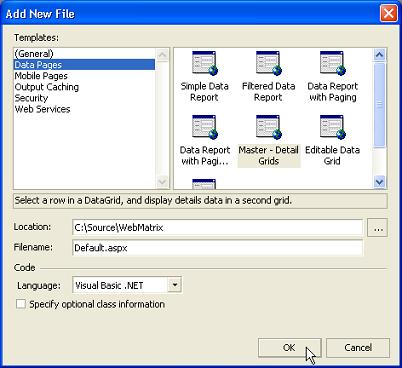 Add New File
Templates:
(General)
Data Pages
Mobile Pages
Output Caching
Security
Web Services
Simple Data
Report
Filtered Data
Report
Data Report
with Paging
Data Report
with Pagi...
Master - Detail
Grids
Editable Data
Grid
Select a row in a DataGrid, and display details data in a second grid.
Location:
C:\Source\WebMatrix
...
Filename:
Default.aspx
Code
Language:
Visual Basic .NET
Specify optional class information
OK
Cancel